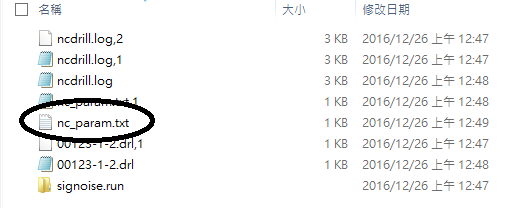 名稱 大小 修改日期
ncdrill.log,2 3 KB 2016/12/26 上午 12:47
ncdrill.log,1 3 KB 2016/12/26 上午 12:47
ncdrill.log 3 KB 2016/12/26 上午 12:48
nc_param.txt,1 1 KB 2016/12/26 上午 12:48
nc_param.txt 1 KB 2016/12/26 上午 12:49
00123-1-2.drl,1 1 KB 2016/12/26 上午 12:47
00123-1-2.drl 1 KB 2016/12/26 上午 12:48
signoise.run 2016/12/26 上午 12:47